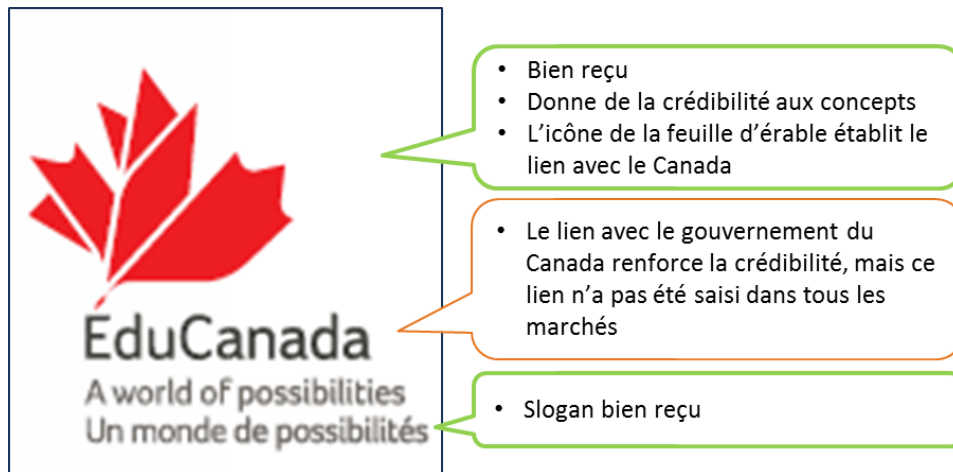 • Bien reçu
• Donne de la crédibilité aux concepts
• L’icône de la feuille d’érable établit le
lien avec le Canada
• Le lien avec le gouvernement du
Canada renforce la crédibilité, mais ce
lien n’a pas été saisi dans tous les
marchés
EduCanada
A world of possibilities
Un monde de possibilités
• Slogan bien reçu